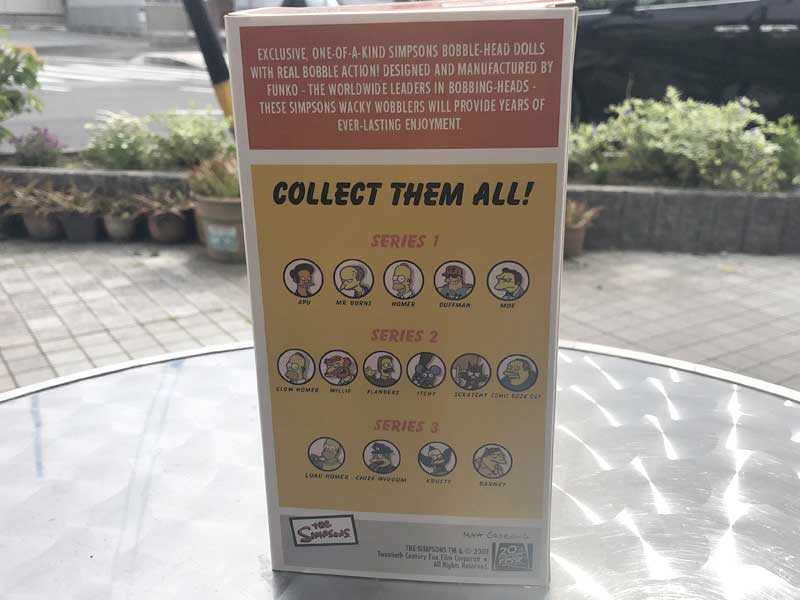 EXCLUSIVE, ONE-OF-A-KIND SIMPSONS BOBBLE-HEAD DOLLS
WITH REAL BOBBLE ACTION! DESIGNED AND MANUFACTURED BY
FUNKO - THE WORLDWIDE LEADERS IN BOBBING-HEADS -
THESE SIMPSONS WACKY WOBBLERS WILL PROVIDE YEARS OF
EVER-LASTING ENJOYMENT.
COLLECT THEM ALL!
SERIES 1
APU MR. BURNS HOMER DUFFMAN MOE
SERIES 2
GLOW HOMER WILLIE FLANDERS ITCHY SCRATCHY COMIC BOOK GUY
SERIES 3
LUAU HOMER CHIEF WIGGUM KRUSTY BARNEY
THE
SIMPSONS
MATT GROENING
THE SIMPSONS TM & © 2007
Twentieth Century Fox Film Corporation
All Rights Reserved.
20th
CENTURY
FOX